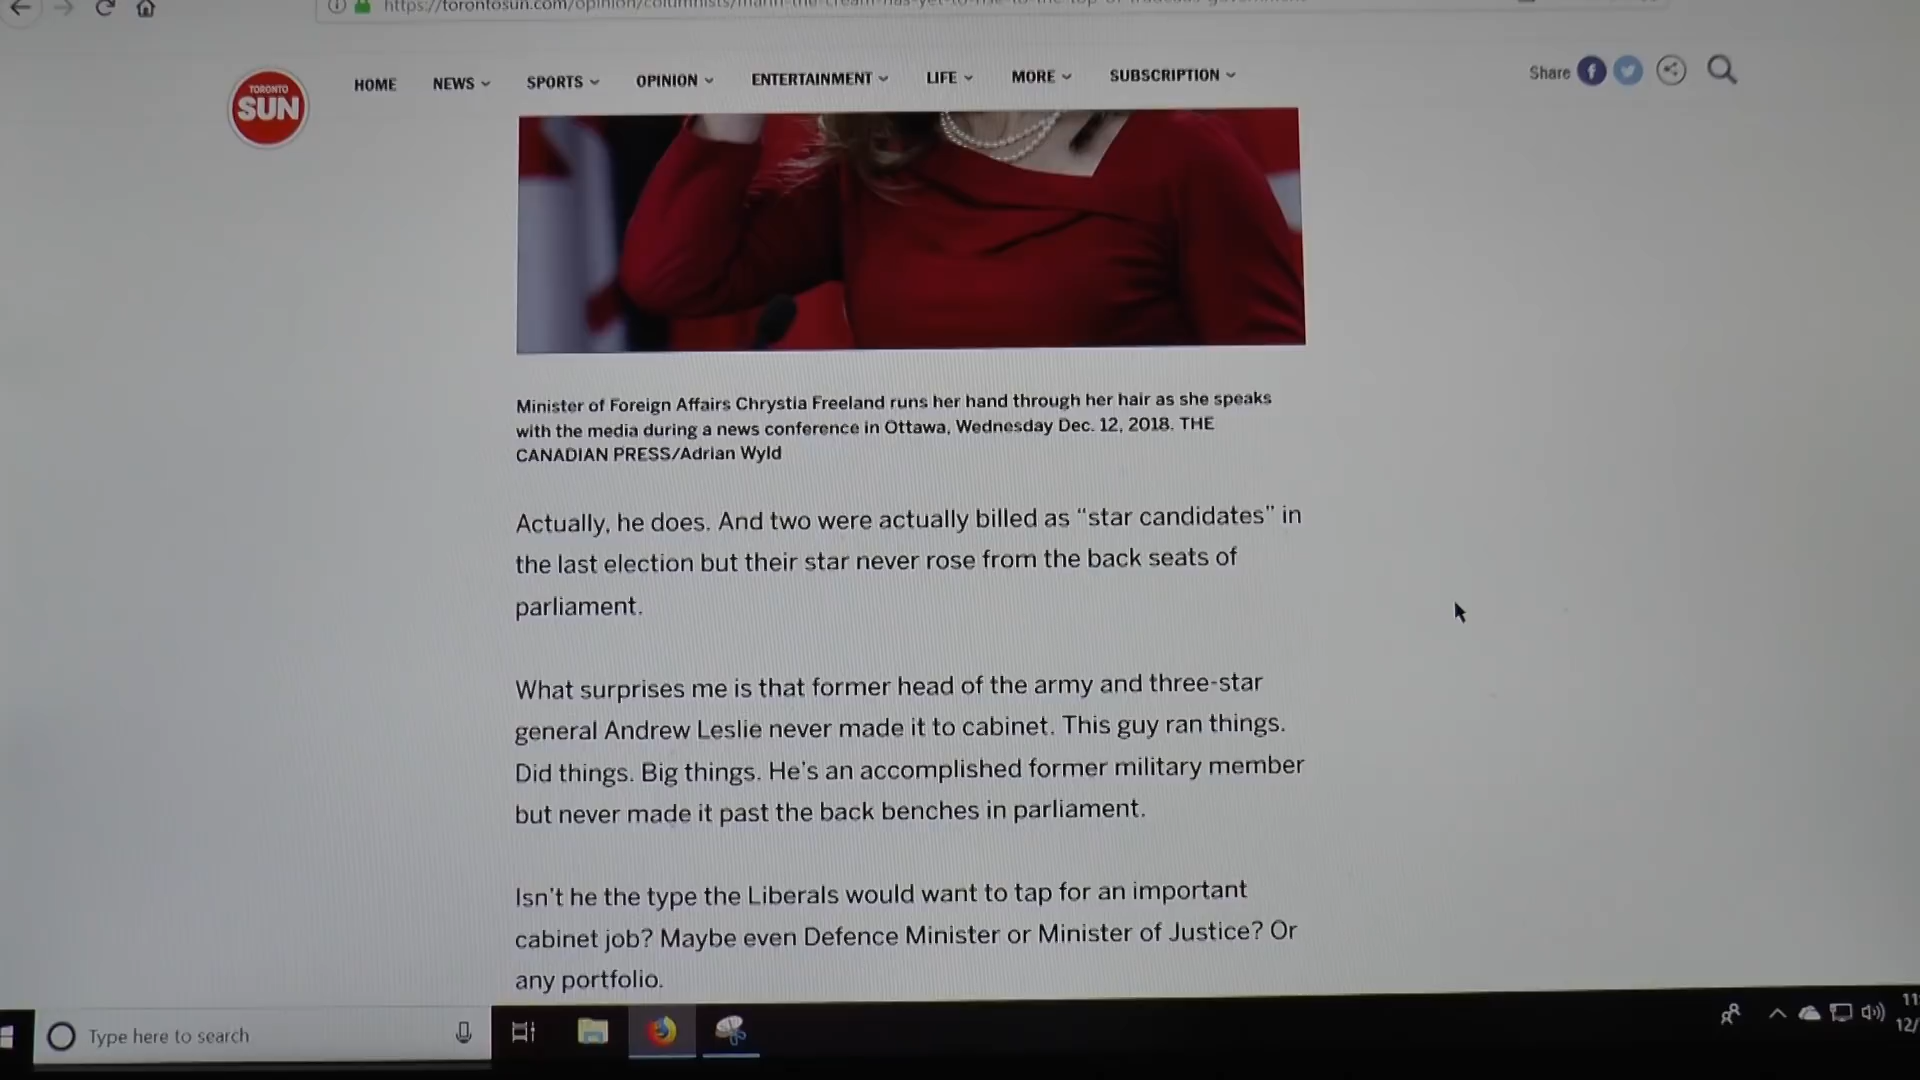 https://torontosun.com/opinion/columnists/
TORONTO
SUN
HOME NEWS SPORTS OPINION ENTERTAINMENT LIFE MORE SUBSCRIPTION
Share
Minister of Foreign Affairs Chrystia Freeland runs her hand through her hair as she speaks
with the media during a news conference in Ottawa, Wednesday Dec. 12, 2018. THE
CANADIAN PRESS/Adrian Wyld
Actually, he does. And two were actually billed as “star candidates” in
the last election but their star never rose from the back seats of
parliament.
What surprises me is that former head of the army and three-star
general Andrew Leslie never made it to cabinet. This guy ran things.
Did things. Big things. He's an accomplished former military member
but never made it past the back benches in parliament.
Isn't he the type the Liberals would want to tap for an important
cabinet job? Maybe even Defence Minister or Minister of Justice? Or
any portfolio.
Type here to search
11
12/